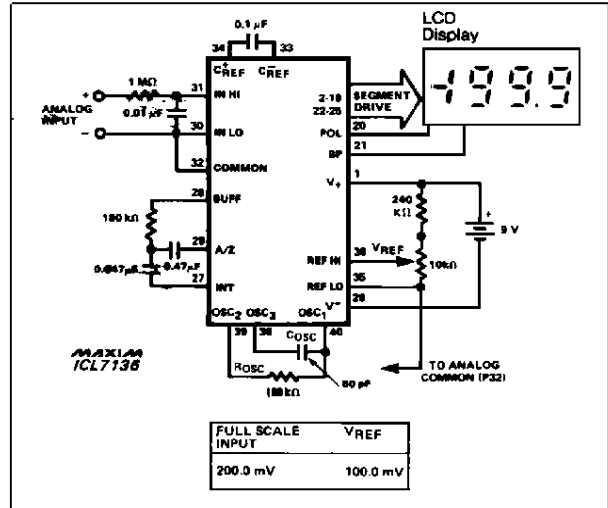 LCD
Display
0.1 µF
34 33
C+REF C−REF
1 MΩ
+
31 IN HI
ANALOG
INPUT
0.01 µF
−
30 IN LO
32 COMMON
28 BUFF
180 kΩ
29 A/Z
0.47µF
0.047µF
27 INT
SEGMENT
DRIVE
2-19
22-25
-199.9
POL 20
BP 21
V+ 1
240
kΩ
+
9 V
REF HI 36 VREF
10kΩ
REF LO 35
V− 26
OSC2 OSC3 OSC1
39 38 40
COSC
ROSC
50 pF
180kΩ
TO ANALOG
COMMON (P32)
MAXIM
ICL7136
FULL SCALE
INPUT
VREF
200.0 mV 100.0 mV